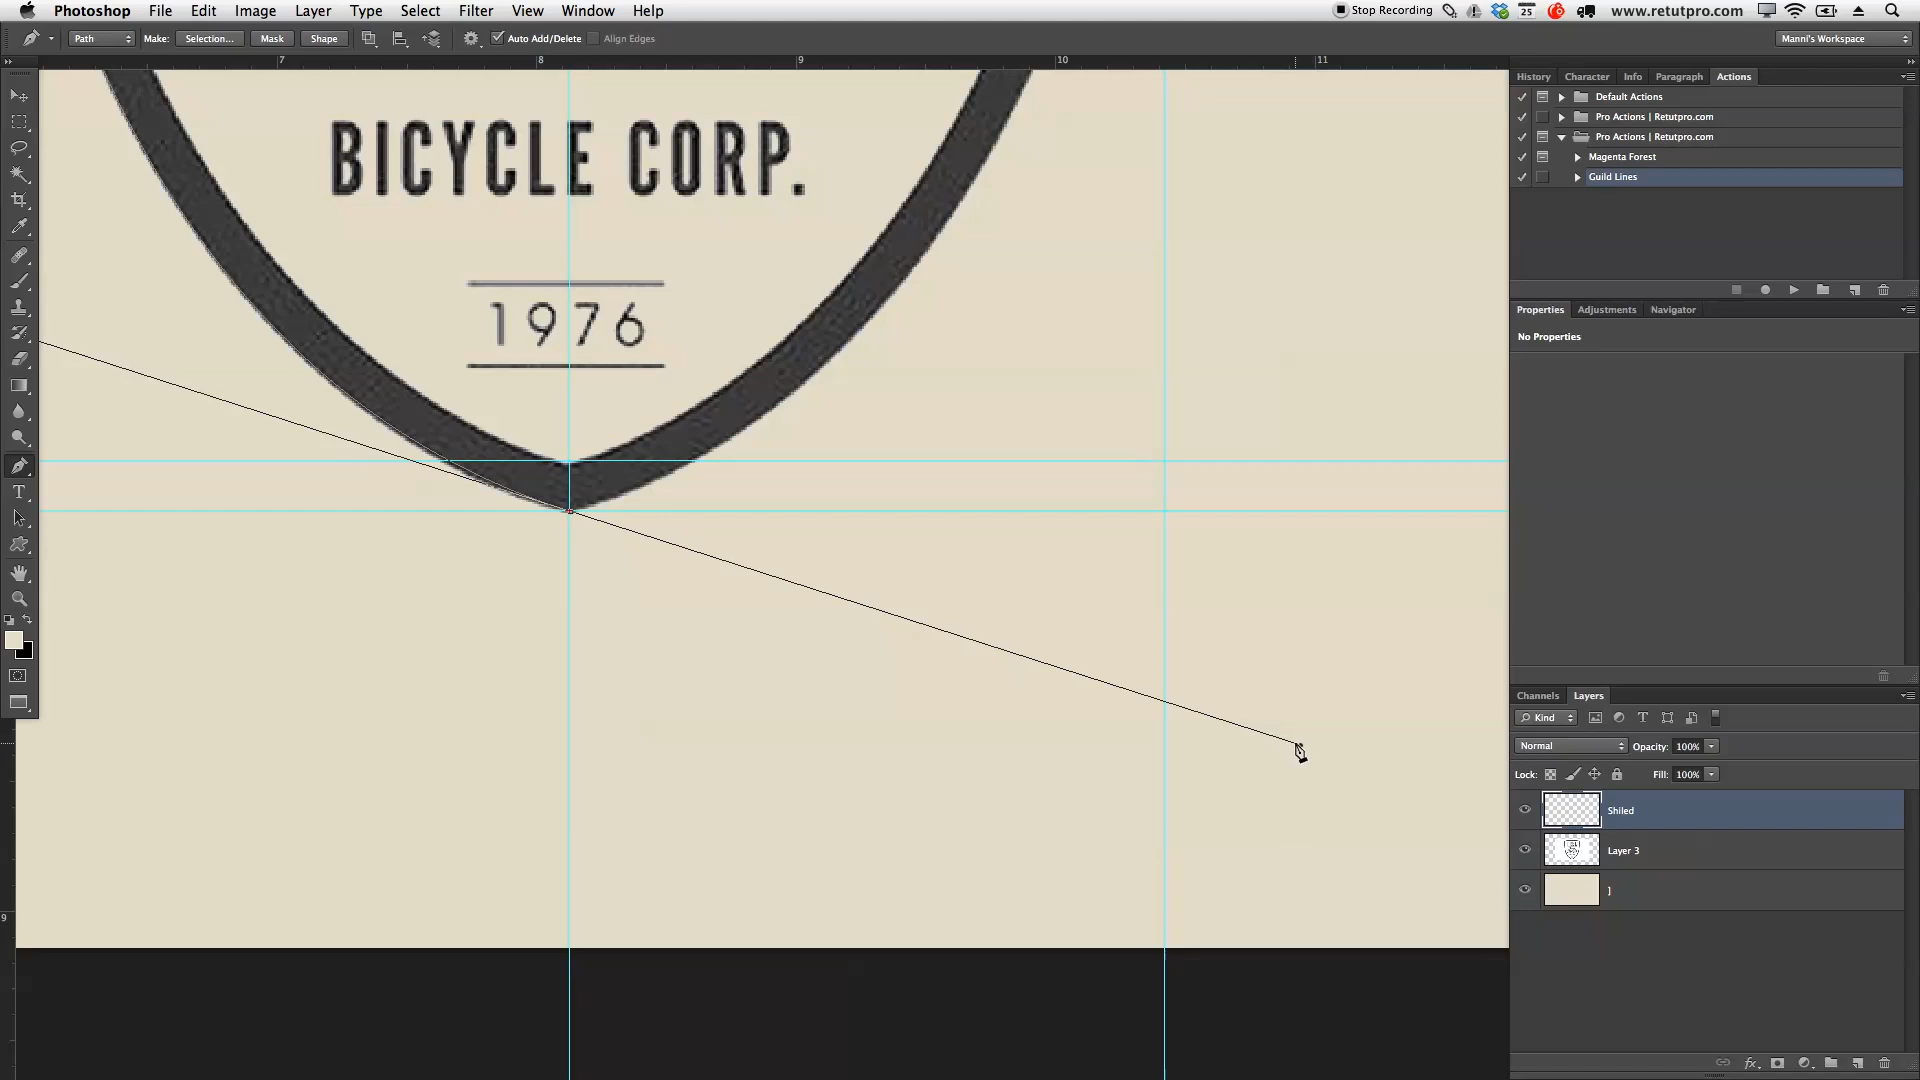 Photoshop File Edit Image Layer Type Select Filter View Window Help Stop Recording 25 www.retutpro.com
Path Make: Selection... Mask Shape Auto Add/Delete Align Edges Manni's Workspace
7 8 9 10 11
History Character Info Paragraph Actions
Default Actions
Pro Actions | Retutpro.com
Pro Actions | Retutpro.com
Magenta Forest
Guild Lines
BICYCLE CORP.
1976
Properties Adjustments Navigator
No Properties
T
Channels Layers
Kind T
Normal Opacity: 100%
Lock: Fill: 100%
Shiled
Layer 3
]
9
fx